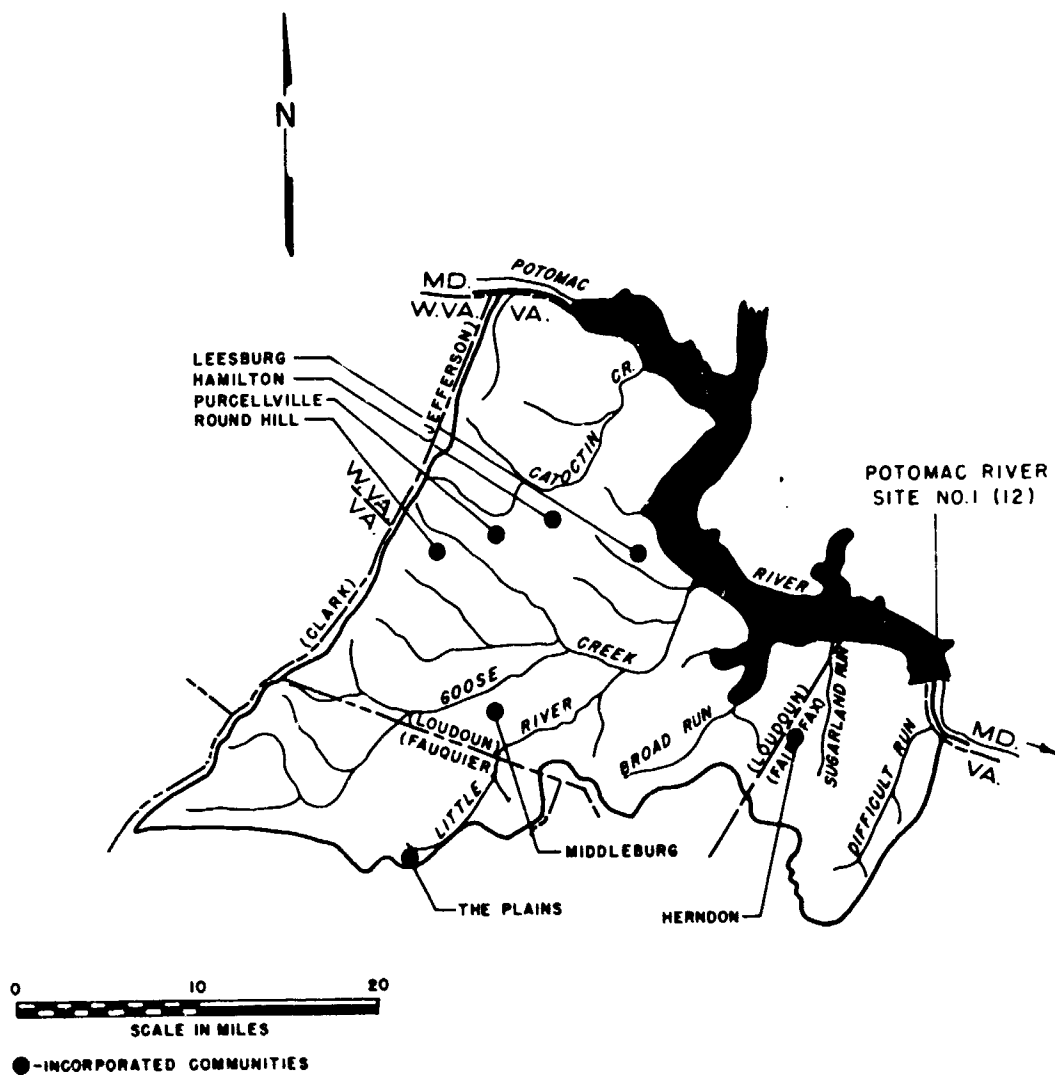 N
MD.
POTOMAC
W.VA.
VA.
LEESBURG
HAMILTON
PURCELLVILLE
ROUND HILL
(JEFFERSON)
CR.
CATOCTIN
W.VA.
VA.
POTOMAC RIVER
SITE NO.1 (12)
RIVER
(CLARK)
GOOSE
CREEK
(LOUDOUN)
(FAUQUIER
LITTLE
RIVER
BROAD RUN
(LOUDOUN)
(FAIRFAX)
SUGARLAND RUN
DIFFICULT RUN
MD.
VA.
MIDDLEBURG
THE PLAINS
HERNDON
0 10 20
SCALE IN MILES
-INCORPORATED COMMUNITIES